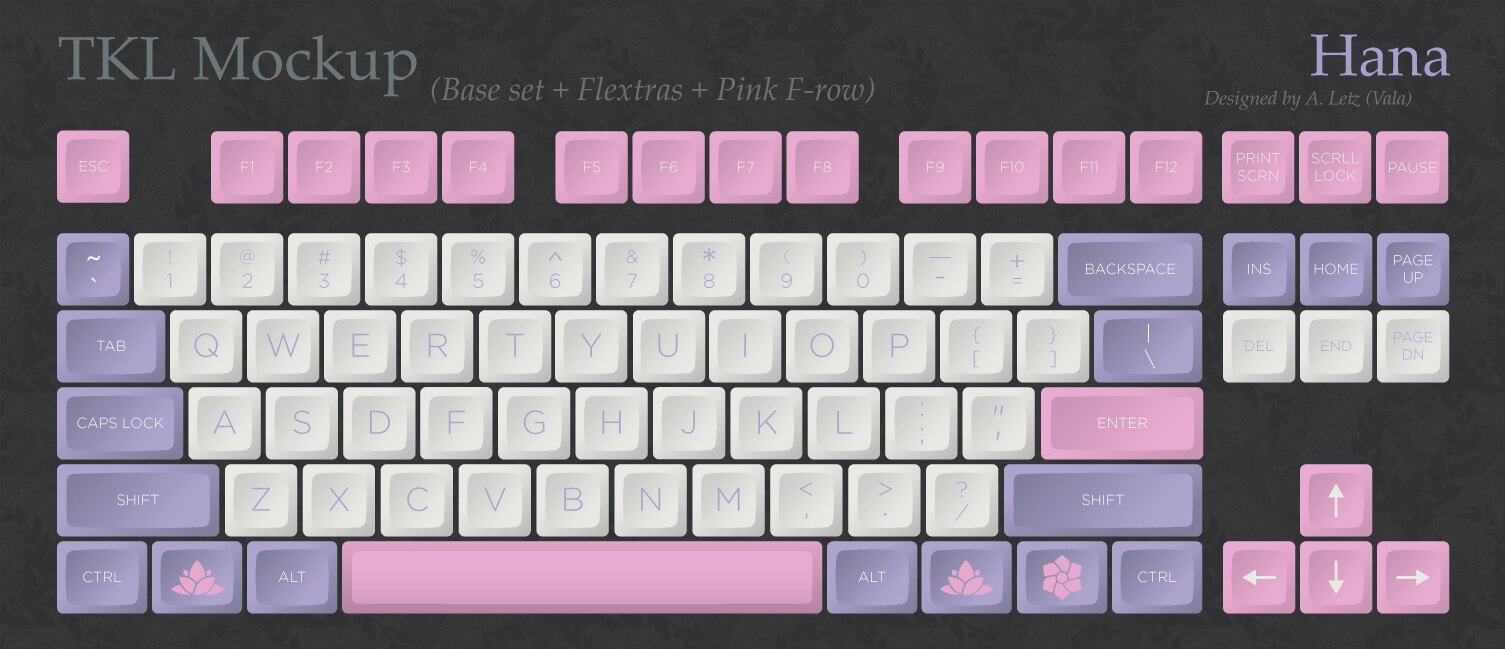 TKL Mockup
(Base set + Flextras + Pink F-row)
Hana
Designed by A. Letz (Vala)
ESC F1 F2 F3 F4 F5 F6 F7 F8 F9 F10 F11 F12 PRINT SCRN SCRLL LOCK PAUSE
~ ! @ # $ % ^ & * ( ) — + BACKSPACE INS HOME PAGE UP
` 1 2 3 4 5 6 7 8 9 0 - =
TAB Q W E R T Y U I O P { [ } ] | \ DEL END PAGE DN
CAPS LOCK A S D F G H J K L : ; " ' ENTER
SHIFT Z X C V B N M < , > . ? / SHIFT ↑
CTRL ALT ALT CTRL ← ↓ →